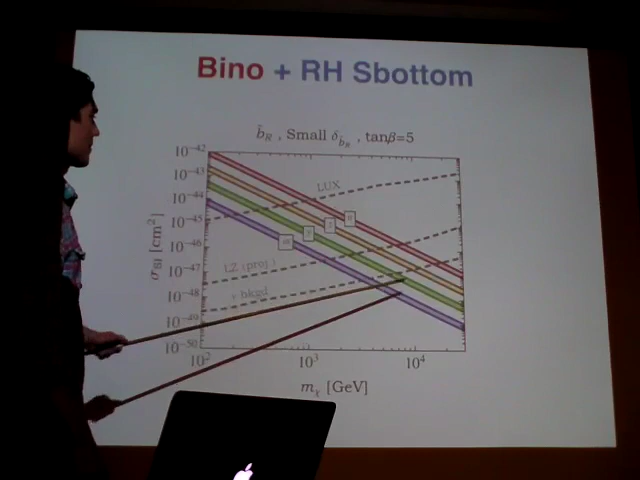 Bino + RH Sbottom
b̃_R , Small δ_b̃_R , tanβ=5
10^-42
10^-43
10^-44
10^-45
10^-46
10^-47
10^-48
10^-49
10^-50
σ_SI [cm²]
LUX
LZ (proj.)
ν bkgd
10²
10³
10⁴
m_χ [GeV]